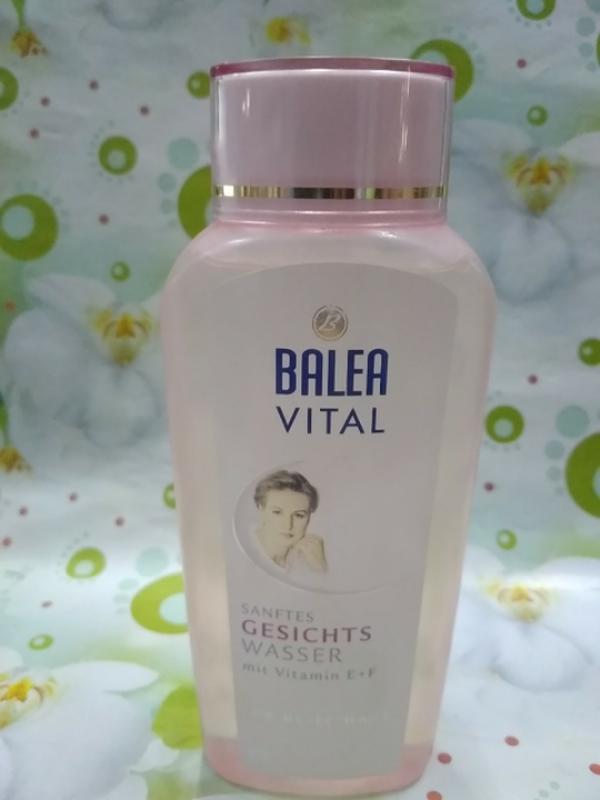 BALEA
VITAL
SANFTES
GESICHTS
WASSER
mit Vitamin E+F